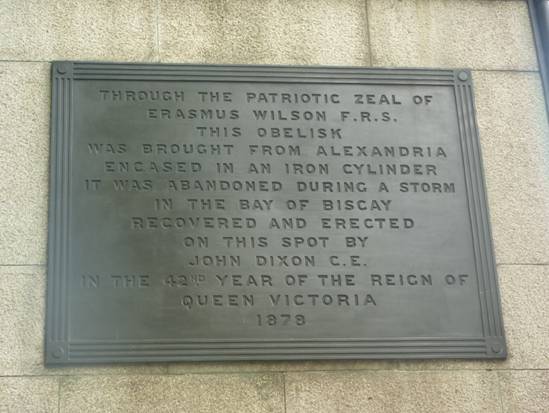 THROUGH THE PATRIOTIC ZEAL OF
ERASMUS WILSON F.R.S.
THIS OBELISK
WAS BROUGHT FROM ALEXANDRIA
ENCASED IN AN IRON CYLINDER
IT WAS ABANDONED DURING A STORM
IN THE BAY OF BISCAY
RECOVERED AND ERECTED
ON THIS SPOT BY
JOHN DIXON C.E.
IN THE 42ND YEAR OF THE REIGN OF
QUEEN VICTORIA
1878